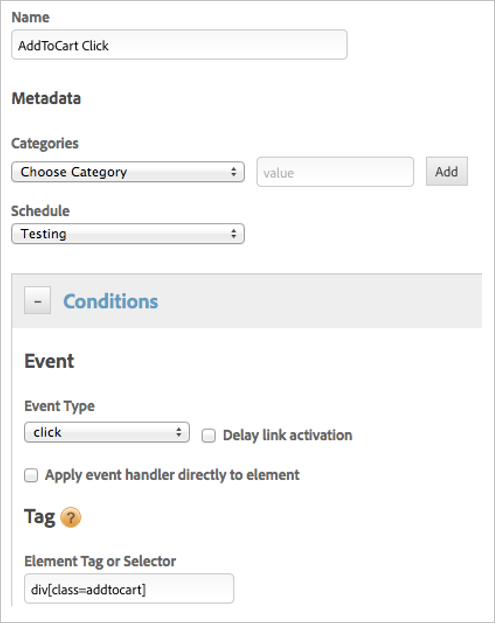 Name
AddToCart Click
Metadata
Categories
Choose Category value Add
Schedule
Testing
- Conditions
Event
Event Type
click Delay link activation
Apply event handler directly to element
Tag ?
Element Tag or Selector
div[class=addtocart]